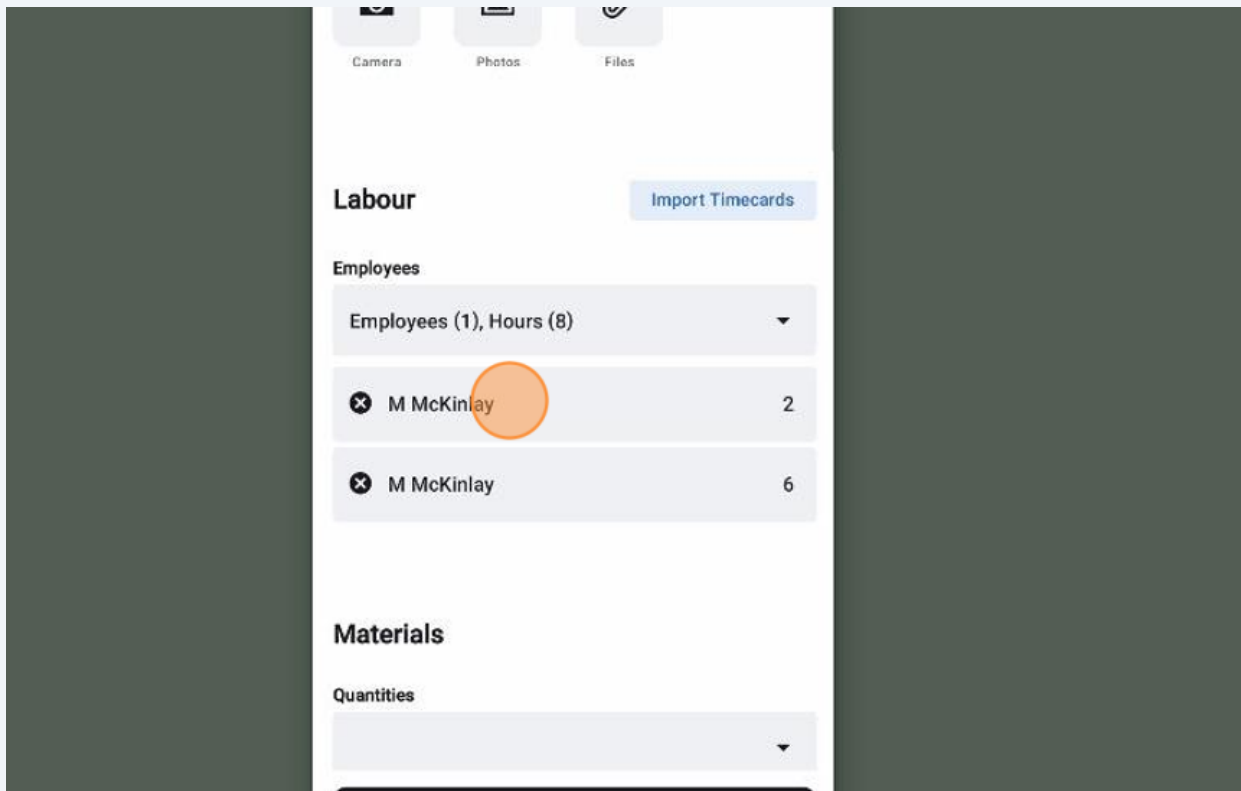 Camera Photos Files
Labour Import Timecards
Employees
Employees (1), Hours (8)
M McKinlay 2
M McKinlay 6
Materials
Quantities